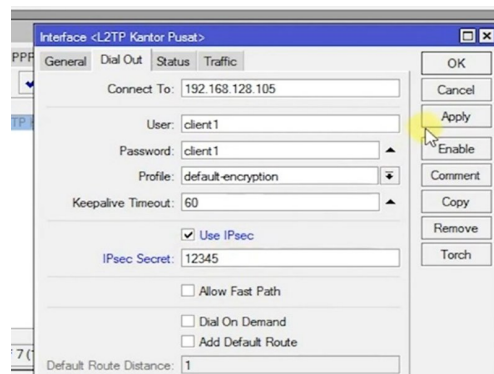 Interface <L2TP Kantor Pusat>
PPP
General Dial Out Status Traffic
OK
Connect To: 192.168.128.105
Cancel
Apply
User: client1
Enable
Password: client1
Profile: default-encryption
Comment
Keepalive Timeout: 60
Copy
Remove
Use IPsec
IPsec Secret: 12345
Torch
Allow Fast Path
Dial On Demand
Add Default Route
Default Route Distance: 1